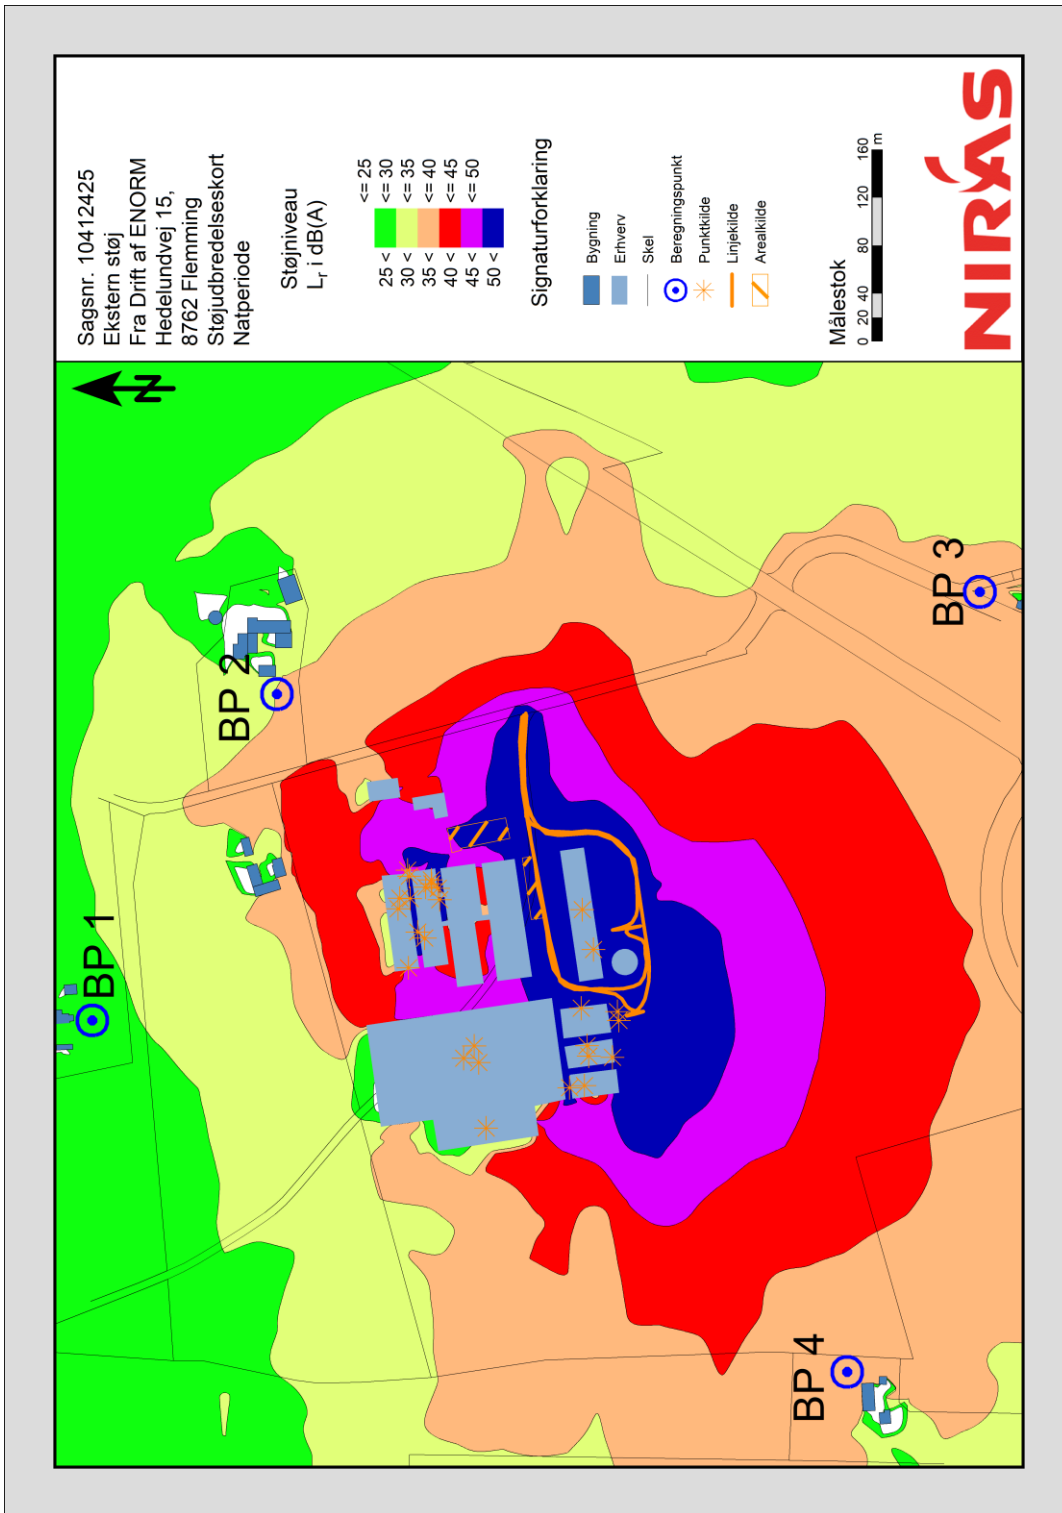 Sagsnr. 10412425
Ekstern støj
Fra Drift af ENORM
Hedelundvej 15,
8762 Flemming
Støjudbredelseskort
Natperiode
Støjniveau
Lr i dB(A)
<= 25
25 < <= 30
30 < <= 35
35 < <= 40
40 < <= 45
45 < <= 50
50 <
Signaturforklaring
Bygning
Erhverv
Skel
Beregningspunkt
Punktkilde
Linjekilde
Arealkilde
Målestok
0 20 40 80 120 160
m
NIRAS
N
BP 1
BP 2
BP 3
BP 4